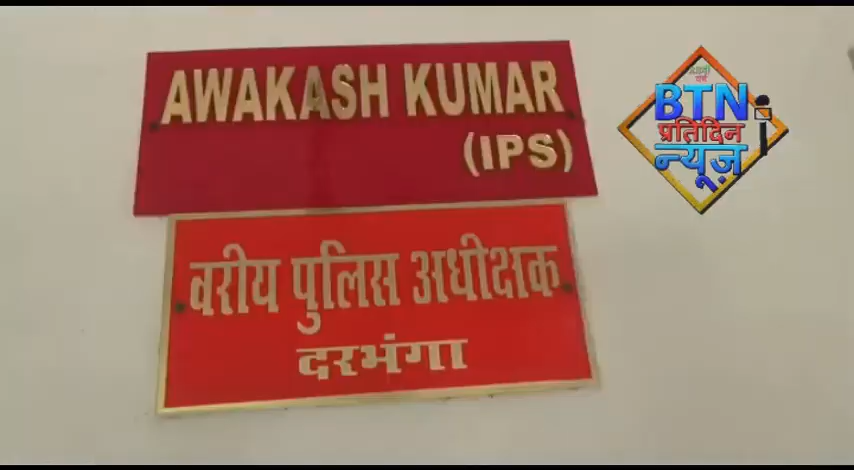 AWAKASH KUMAR
(IPS)
वरीय पुलिस अधीक्षक
दरभंगा
BTN
प्रतिदिन
न्यूज़